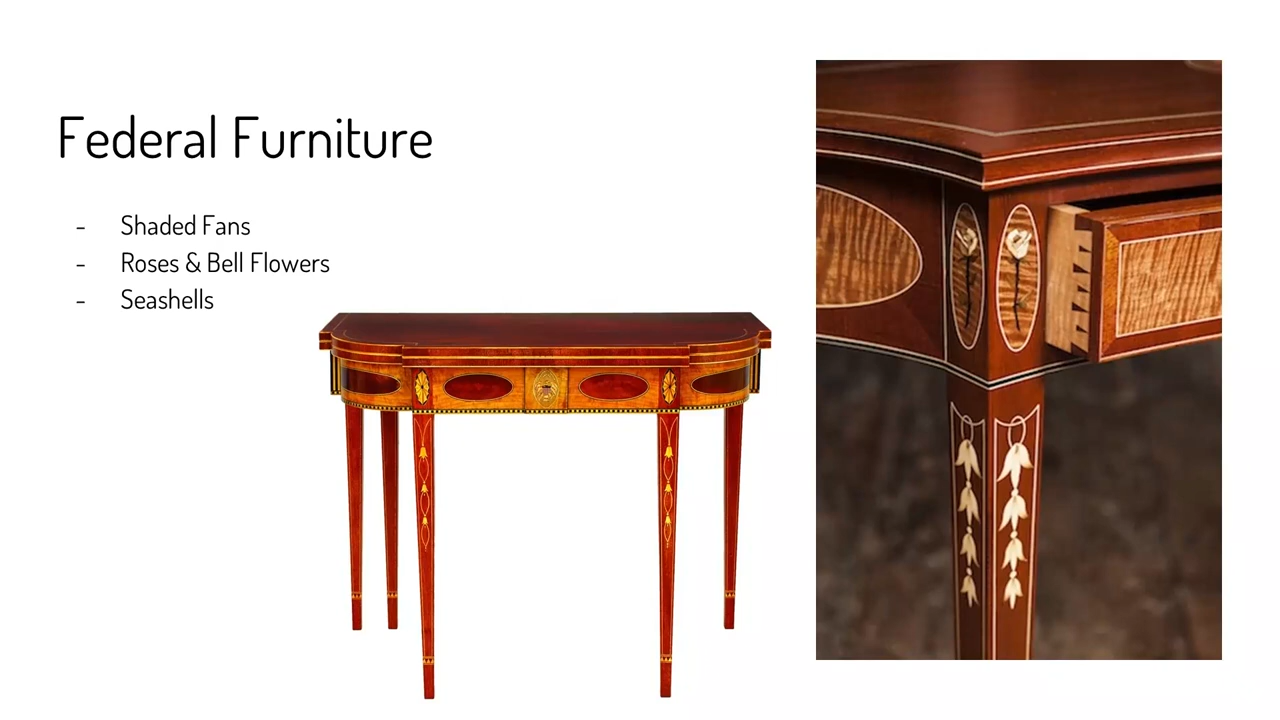 Federal Furniture
- Shaded Fans
- Roses & Bell Flowers
- Seashells